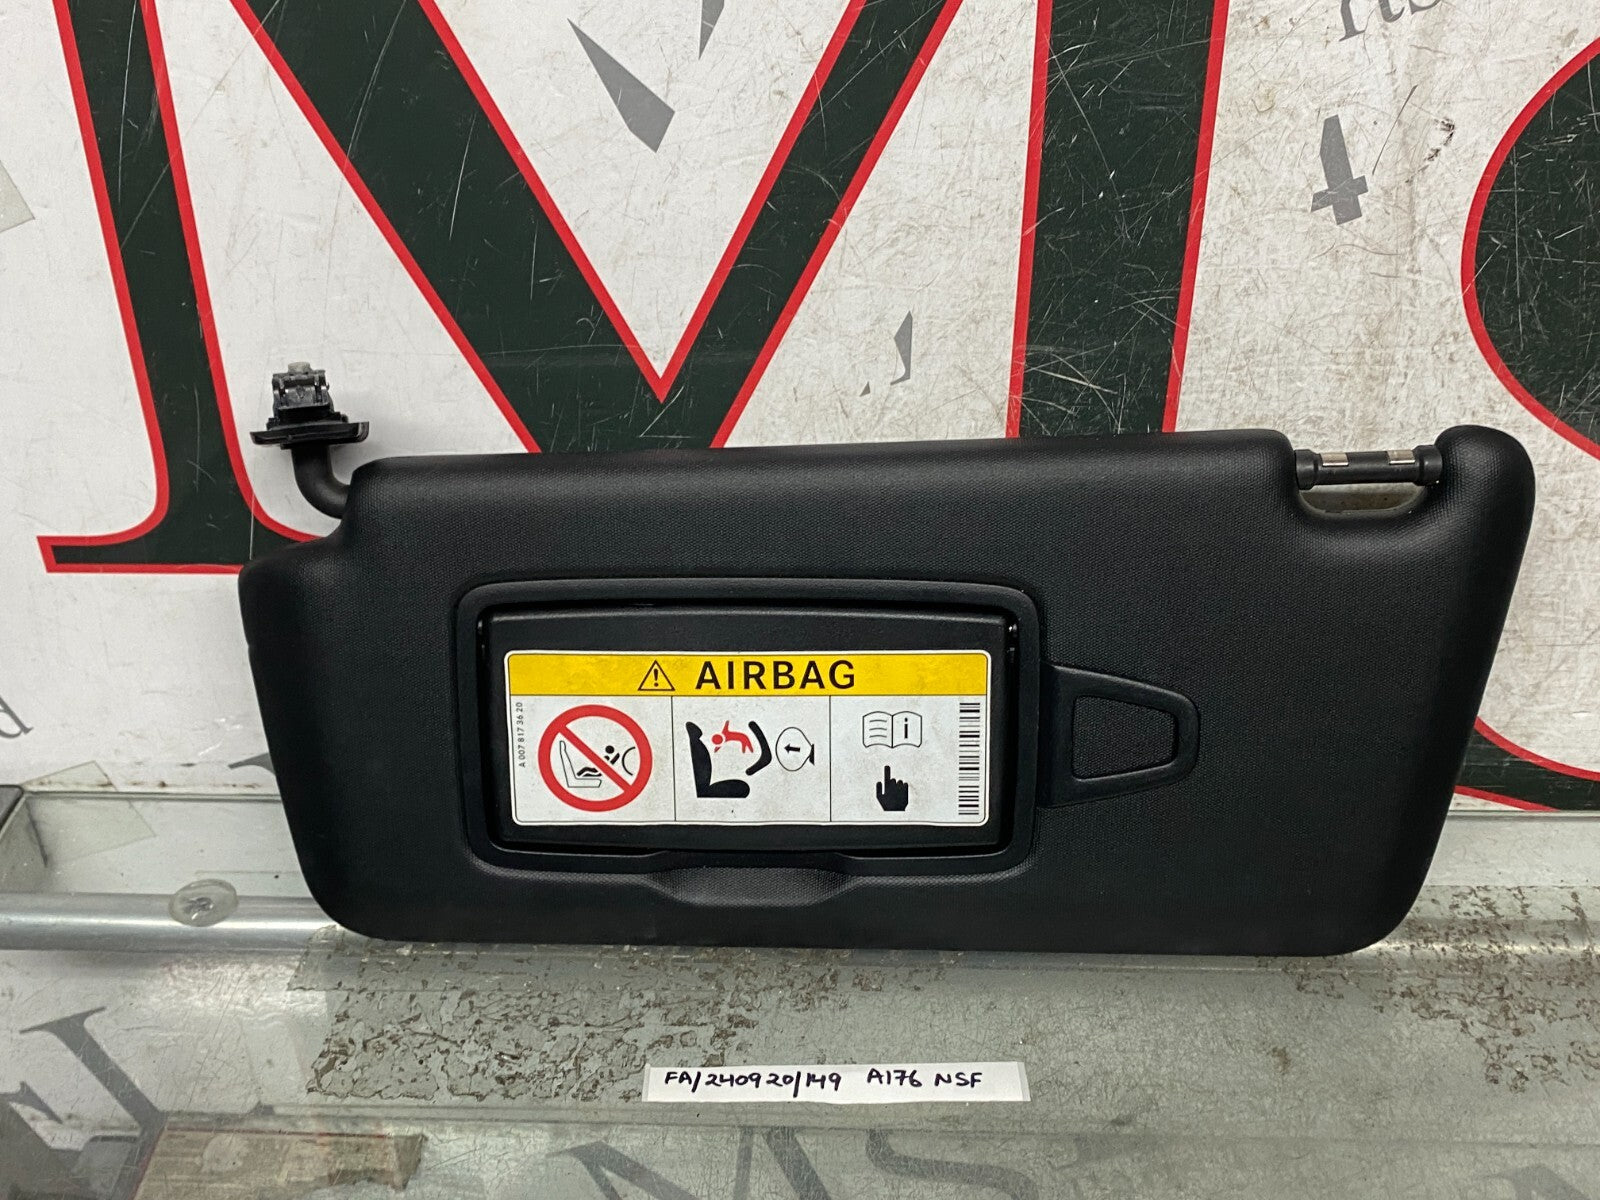 AIRBAG
A 007 817 36 20
i
FA/240920/149 A176 NSF